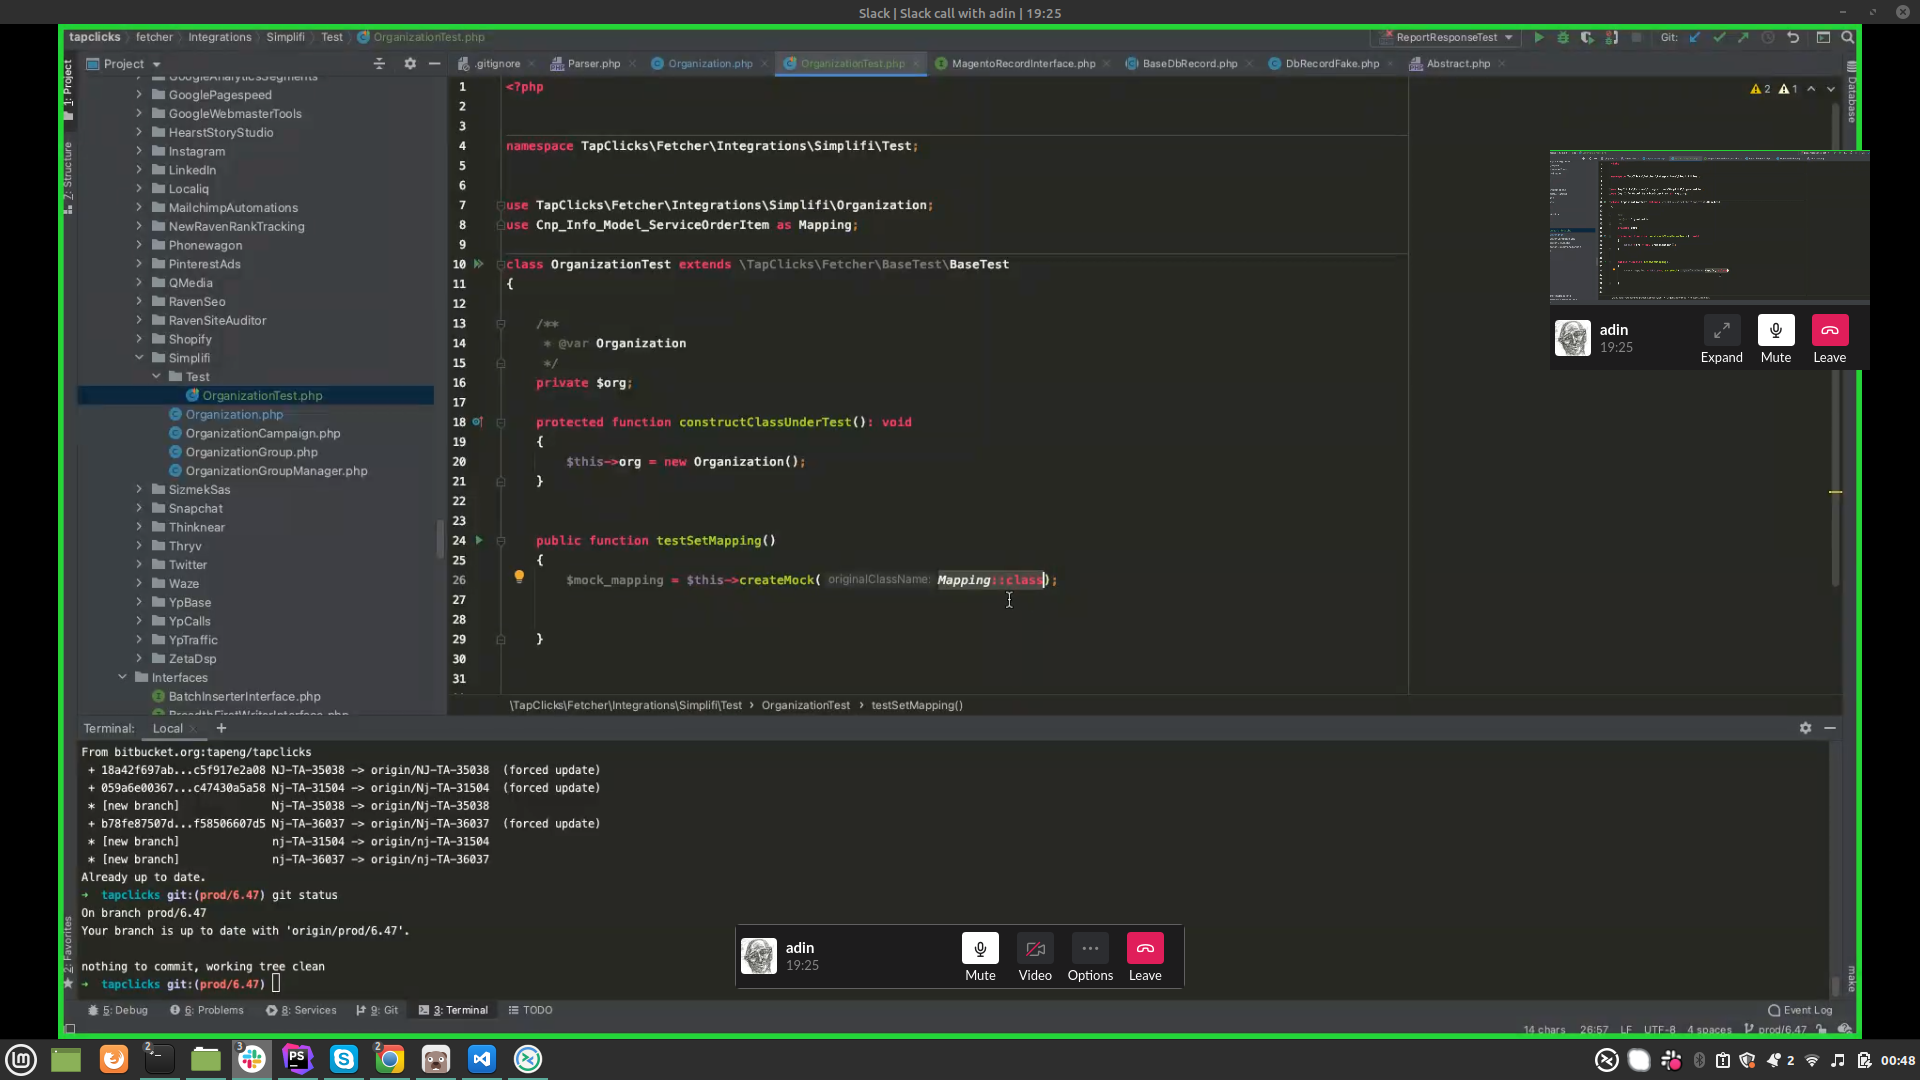 Slack | Slack call with adin | 19:25
tapclicks > fetcher > Integrations > Simplifi > Test > OrganizationTest.php
ReportResponseTest
Git:
1: Project
Project
.gitignore
Parser.php
Organization.php
OrganizationTest.php
MagentoRecordInterface.php
BaseDbRecord.php
DbRecordFake.php
Abstract.php
Database
2 1
GoogleAnalyticsSegments
GooglePagespeed
GoogleWebmasterTools
HearstStoryStudio
Instagram
LinkedIn
Localiq
MailchimpAutomations
NewRavenRankTracking
Phonewagon
PinterestAds
QMedia
RavenSeo
RavenSiteAuditor
Shopify
Simplifi
Test
OrganizationTest.php
Organization.php
OrganizationCampaign.php
OrganizationGroup.php
OrganizationGroupManager.php
SizmekSas
Snapchat
Thinknear
Thryv
Twitter
Waze
YpBase
YpCalls
YpTraffic
ZetaDsp
Interfaces
BatchInserterInterface.php
BreadthFirstWriterInterface.php
Z: Structure
1 <?php
2
3
4 namespace TapClicks\Fetcher\Integrations\Simplifi\Test;
5
6
7 use TapClicks\Fetcher\Integrations\Simplifi\Organization;
8 use Cnp_Info_Model_ServiceOrderItem as Mapping;
9
10 class OrganizationTest extends \TapClicks\Fetcher\BaseTest\BaseTest
11 {
12
13 /**
14 * @var Organization
15 */
16 private $org;
17
18 protected function constructClassUnderTest(): void
19 {
20 $this->org = new Organization();
21 }
22
23
24 public function testSetMapping()
25 {
26 $mock_mapping = $this->createMock( originalClassName: Mapping::class);
27
28
29 }
30
31
\TapClicks\Fetcher\Integrations\Simplifi\Test > OrganizationTest > testSetMapping()
adin
19:25
Expand
Mute
Leave
Terminal: Local +
From bitbucket.org:tapeng/tapclicks
+ 18a42f697ab...c5f917e2a08 NJ-TA-35038 -> origin/NJ-TA-35038 (forced update)
+ 059a6e00367...c47430a5a58 Nj-TA-31504 -> origin/Nj-TA-31504 (forced update)
* [new branch] Nj-TA-35038 -> origin/Nj-TA-35038
+ b78fe87507d...f58506607d5 Nj-TA-36037 -> origin/Nj-TA-36037 (forced update)
* [new branch] nj-TA-31504 -> origin/nj-TA-31504
* [new branch] nj-TA-36037 -> origin/nj-TA-36037
Already up to date.
→ tapclicks git:(prod/6.47) git status
On branch prod/6.47
Your branch is up to date with 'origin/prod/6.47'.
nothing to commit, working tree clean
→ tapclicks git:(prod/6.47)
2: Favorites
make
adin
19:25
Mute
Video
Options
Leave
5: Debug
6: Problems
8: Services
9: Git
3: Terminal
TODO
Event Log
14 chars 26:57 LF UTF-8 4 spaces prod/6.47
2
3
PS
2
2
00:48